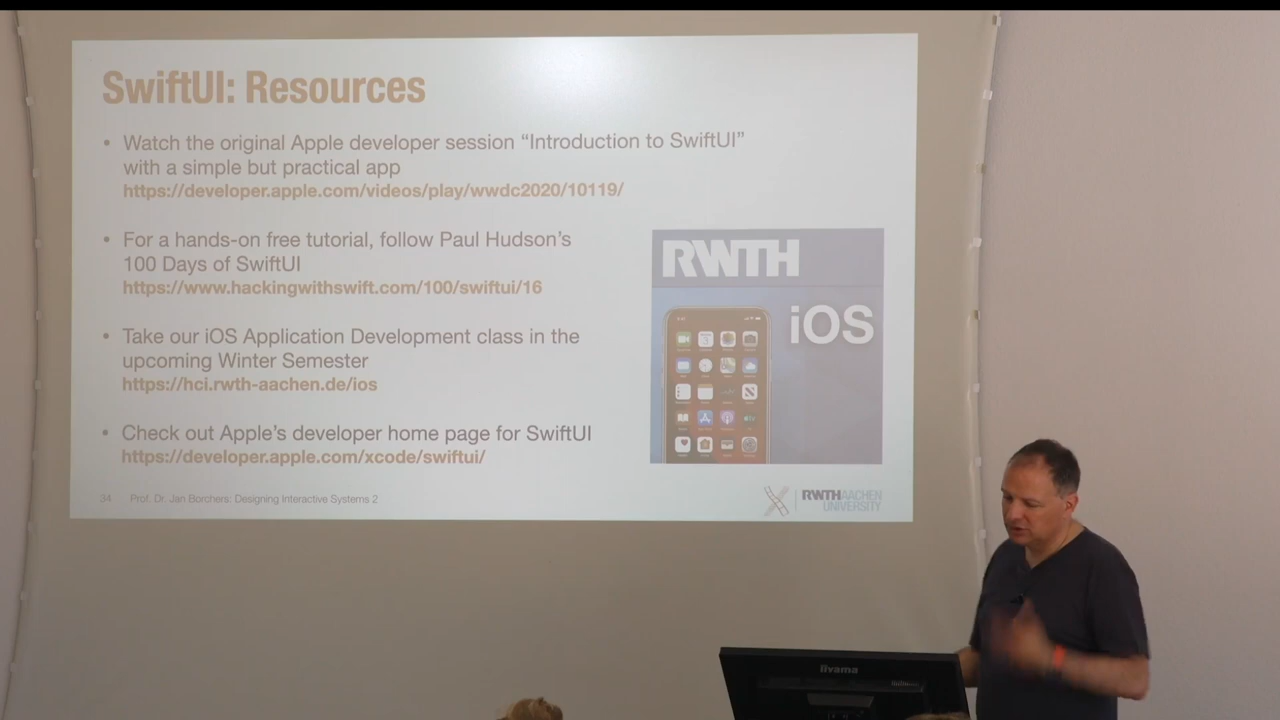 SwiftUI: Resources
• Watch the original Apple developer session “Introduction to SwiftUI”
with a simple but practical app
https://developer.apple.com/videos/play/wwdc2020/10119/
• For a hands-on free tutorial, follow Paul Hudson’s
100 Days of SwiftUI
https://www.hackingwithswift.com/100/swiftui/16
• Take our iOS Application Development class in the
upcoming Winter Semester
https://hci.rwth-aachen.de/ios
• Check out Apple’s developer home page for SwiftUI
https://developer.apple.com/xcode/swiftui/
RWTH
iOS
34 Prof. Dr. Jan Borchers: Designing Interactive Systems 2
RWTH AACHEN
UNIVERSITY
iiyama